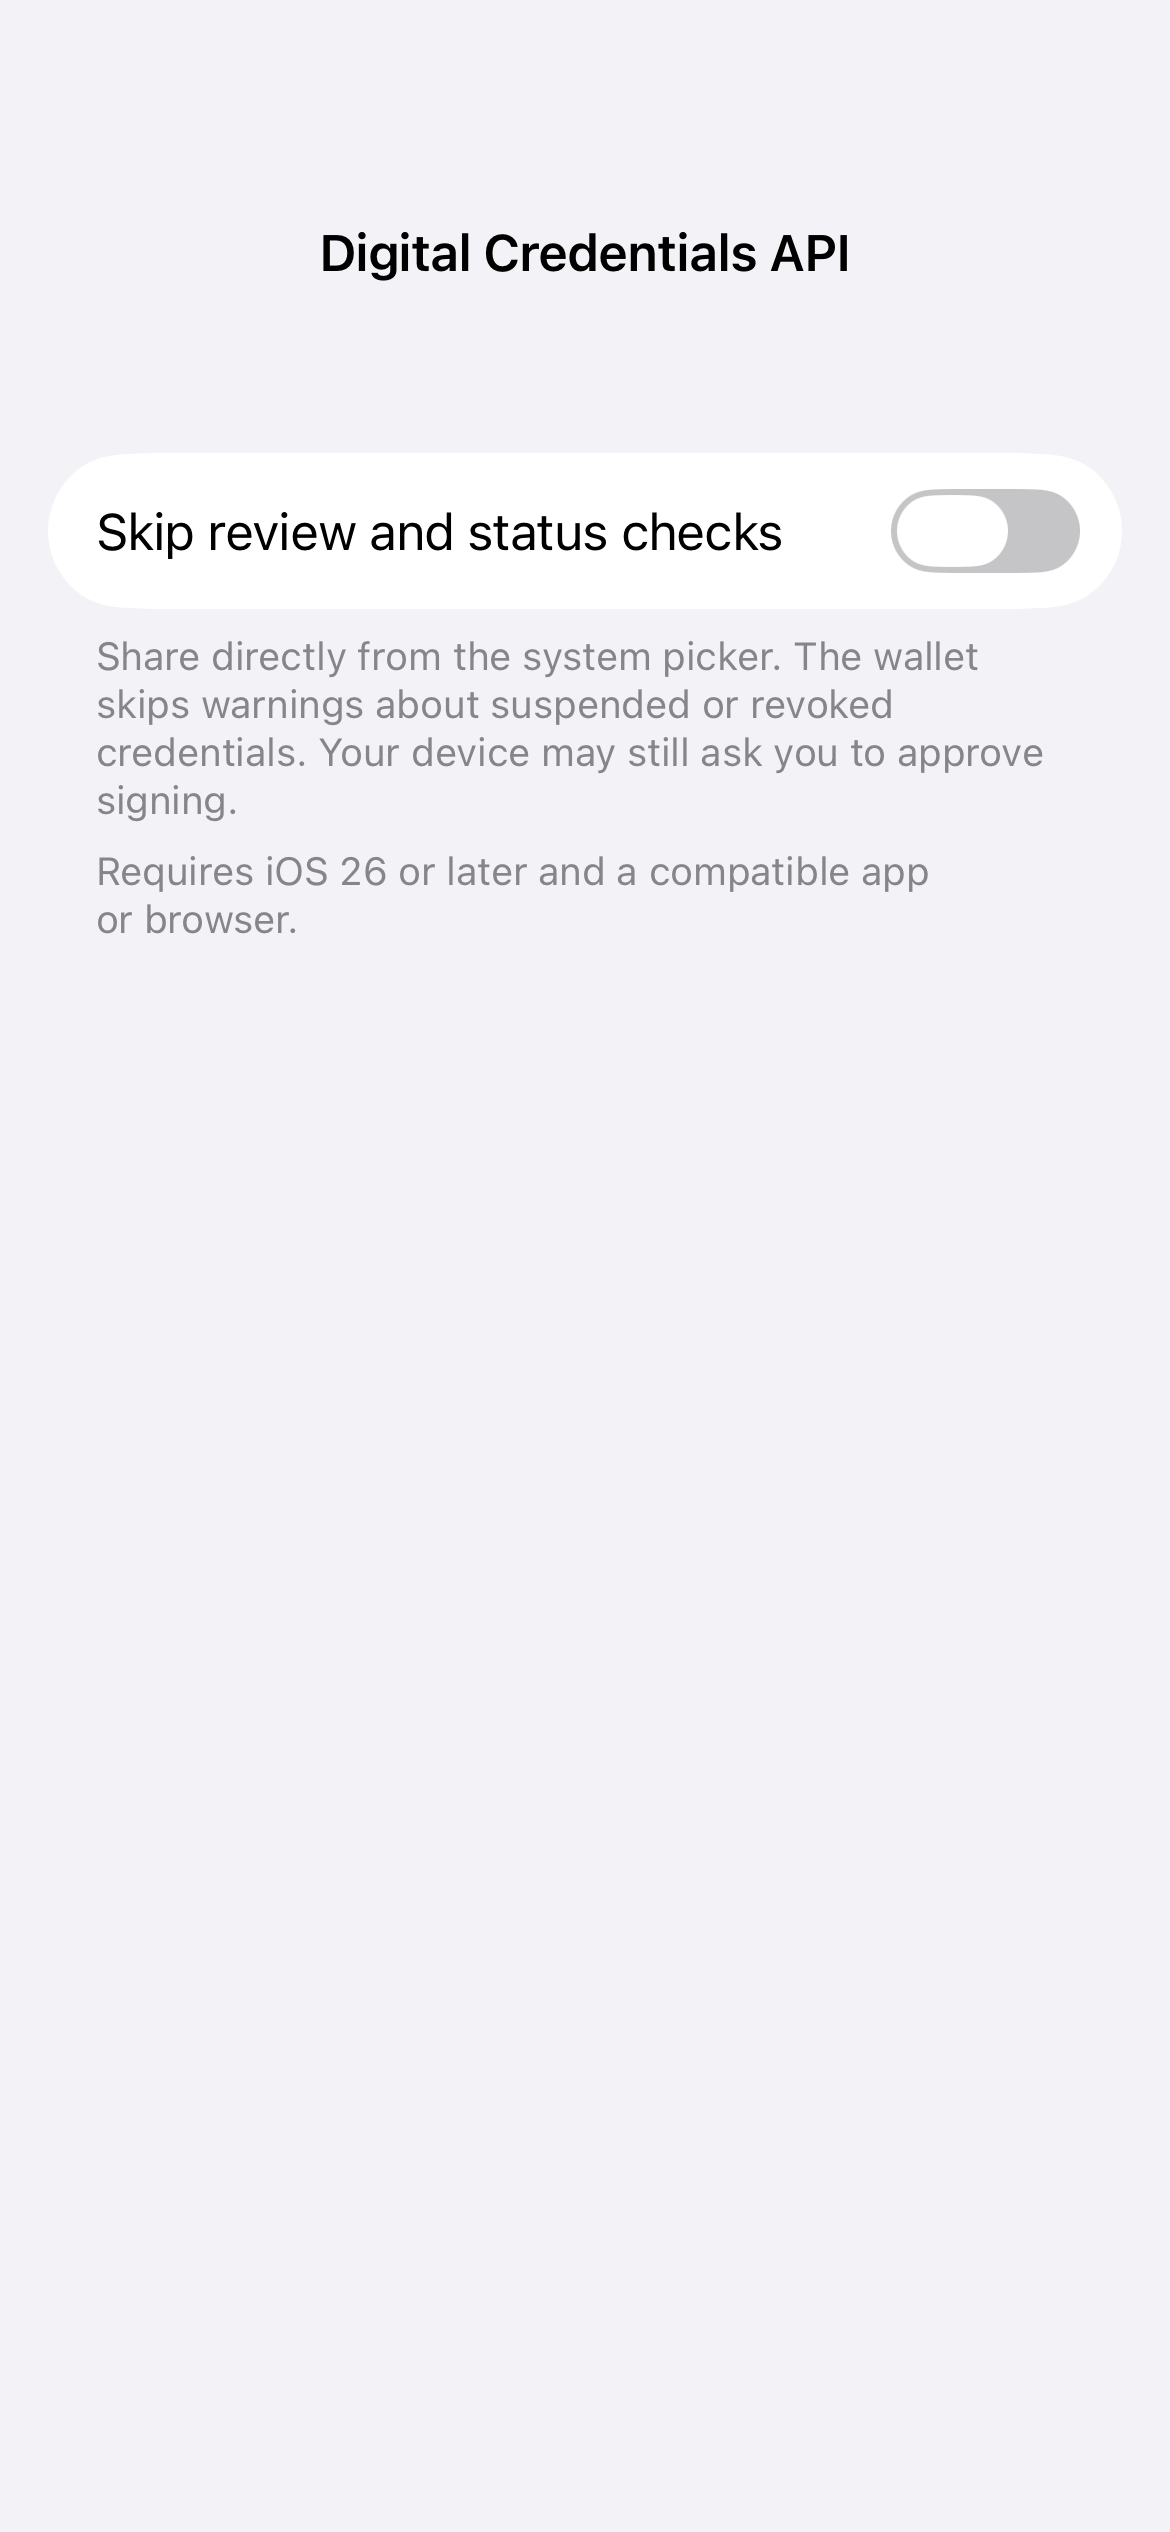 Digital Credentials API
Skip review and status checks
Share directly from the system picker. The wallet
skips warnings about suspended or revoked
credentials. Your device may still ask you to approve
signing.
Requires iOS 26 or later and a compatible app
or browser.